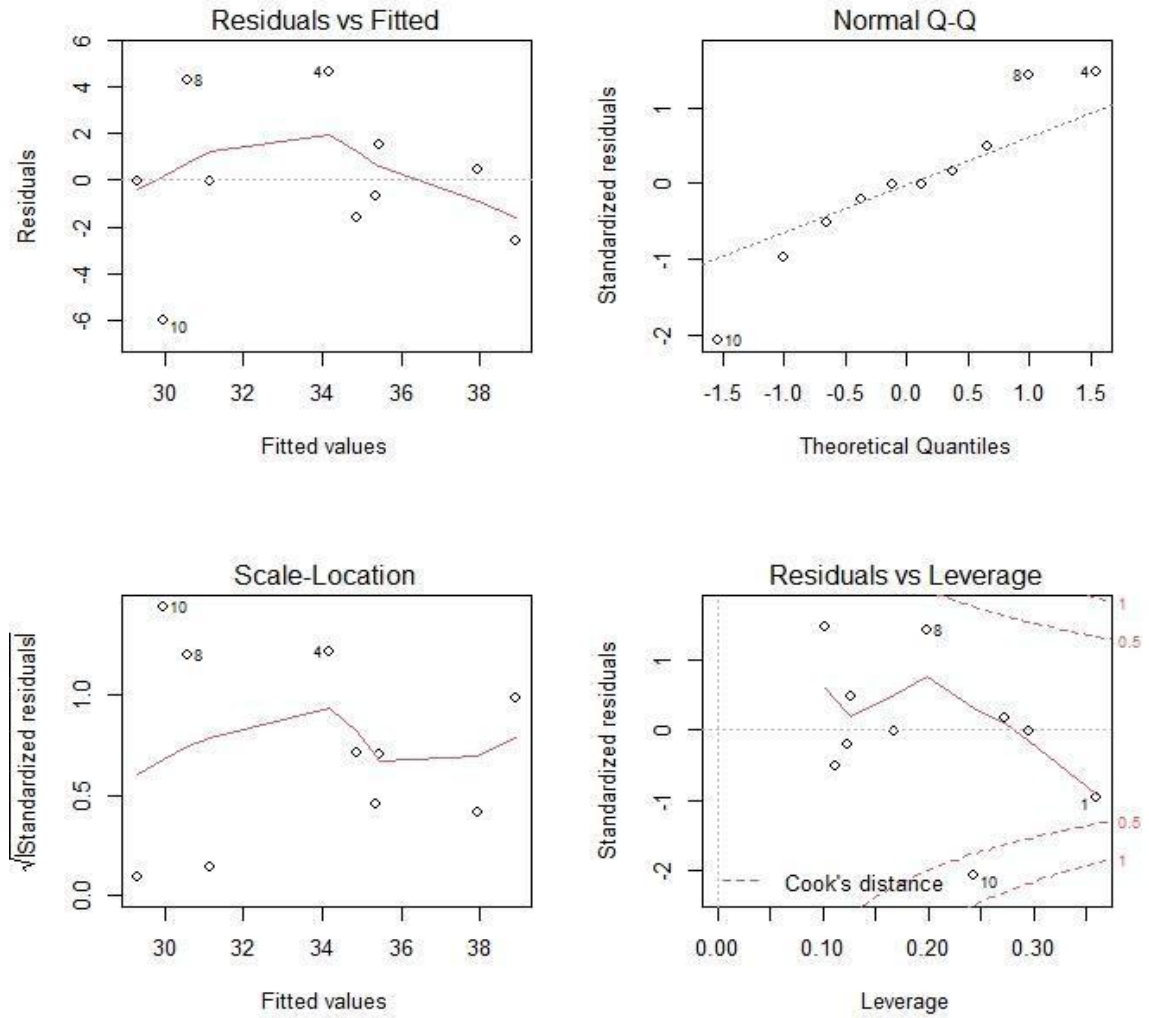 Residuals vs Fitted
Residuals
6
4
2
0
-2
-4
-6
8
4
10
30 32 34 36 38
Fitted values
Normal Q-Q
Standardized residuals
1
0
-1
-2
8
4
10
-1.5 -1.0 -0.5 0.0 0.5 1.0 1.5
Theoretical Quantiles
Scale-Location
√|Standardized residuals|
1.0
0.5
0.0
10
8
4
30 32 34 36 38
Fitted values
Residuals vs Leverage
Standardized residuals
1
0
-1
-2
8
1
10
1
0.5
0.5
1
Cook's distance
0.00 0.10 0.20 0.30
Leverage